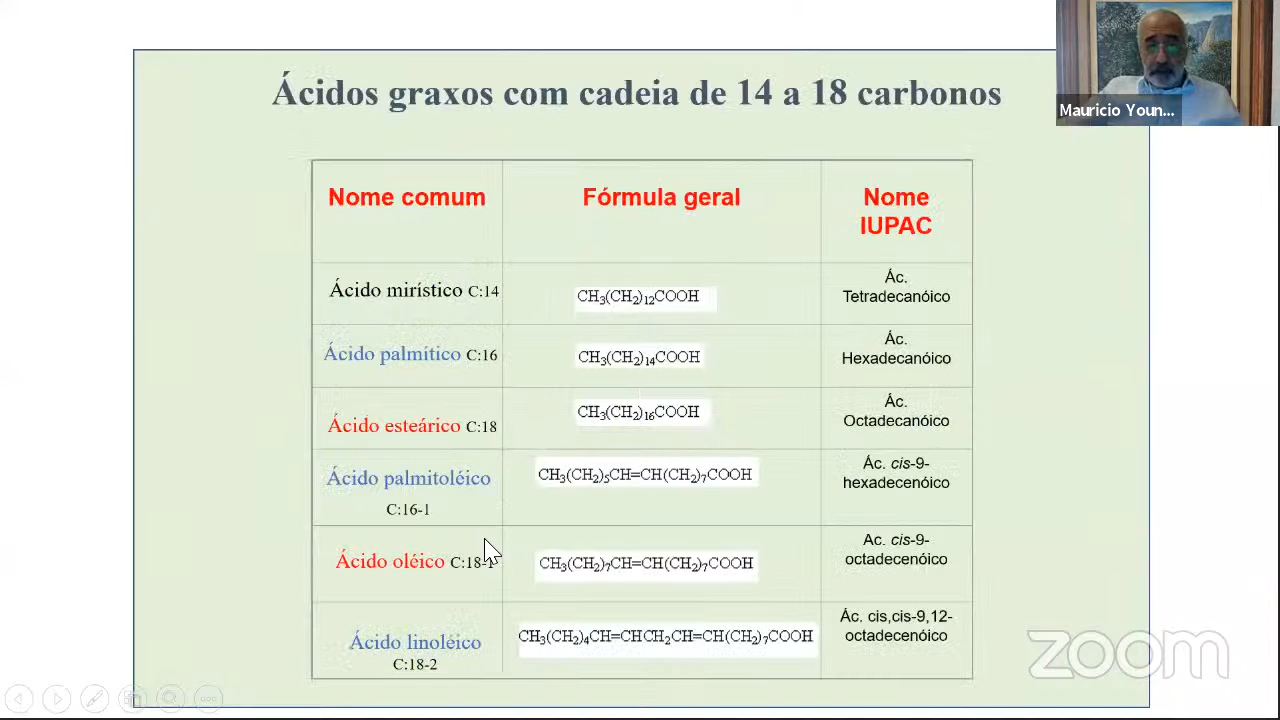 Ácidos graxos com cadeia de 14 a 18 carbonos
Mauricio Youn...
Nome comum
Fórmula geral
Nome
IUPAC
Ácido mirístico C:14
CH₃(CH₂)₁₂COOH
Ác.
Tetradecanóico
Ácido palmítico C:16
CH₃(CH₂)₁₄COOH
Ác.
Hexadecanóico
Ácido esteárico C:18
CH₃(CH₂)₁₆COOH
Ác.
Octadecanóico
Ácido palmitoléico
C:16-1
CH₃(CH₂)₅CH=CH(CH₂)₇COOH
Ác. cis-9-
hexadecenóico
Ácido oléico C:18-1
CH₃(CH₂)₇CH=CH(CH₂)₇COOH
Ac. cis-9-
octadecenóico
Ácido linoléico
C:18-2
CH₃(CH₂)₄CH=CHCH₂CH=CH(CH₂)₇COOH
Ác. cis,cis-9,12-
octadecenóico
zoom